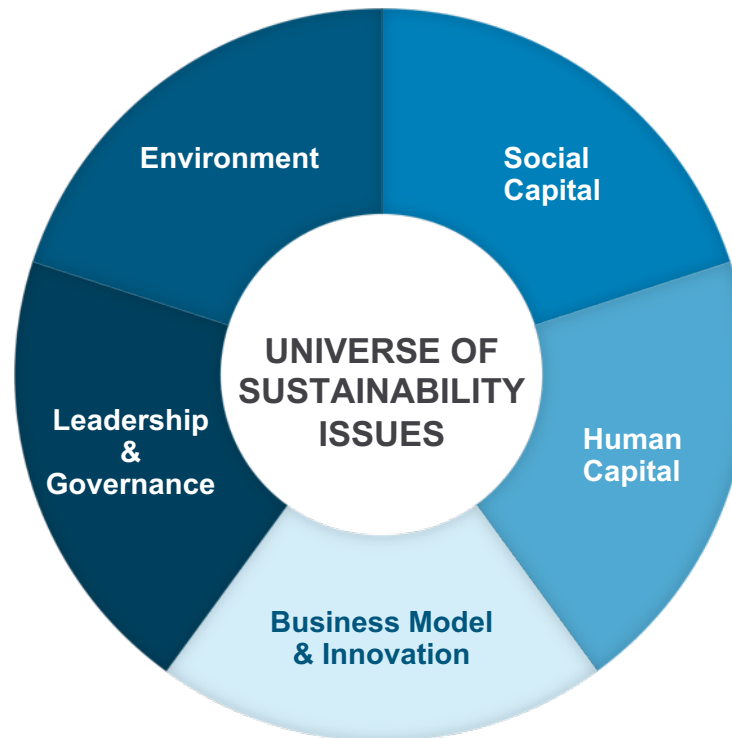 Environment
Social
Capital
UNIVERSE OF
SUSTAINABILITY
ISSUES
Leadership
&
Governance
Human
Capital
Business Model
& Innovation